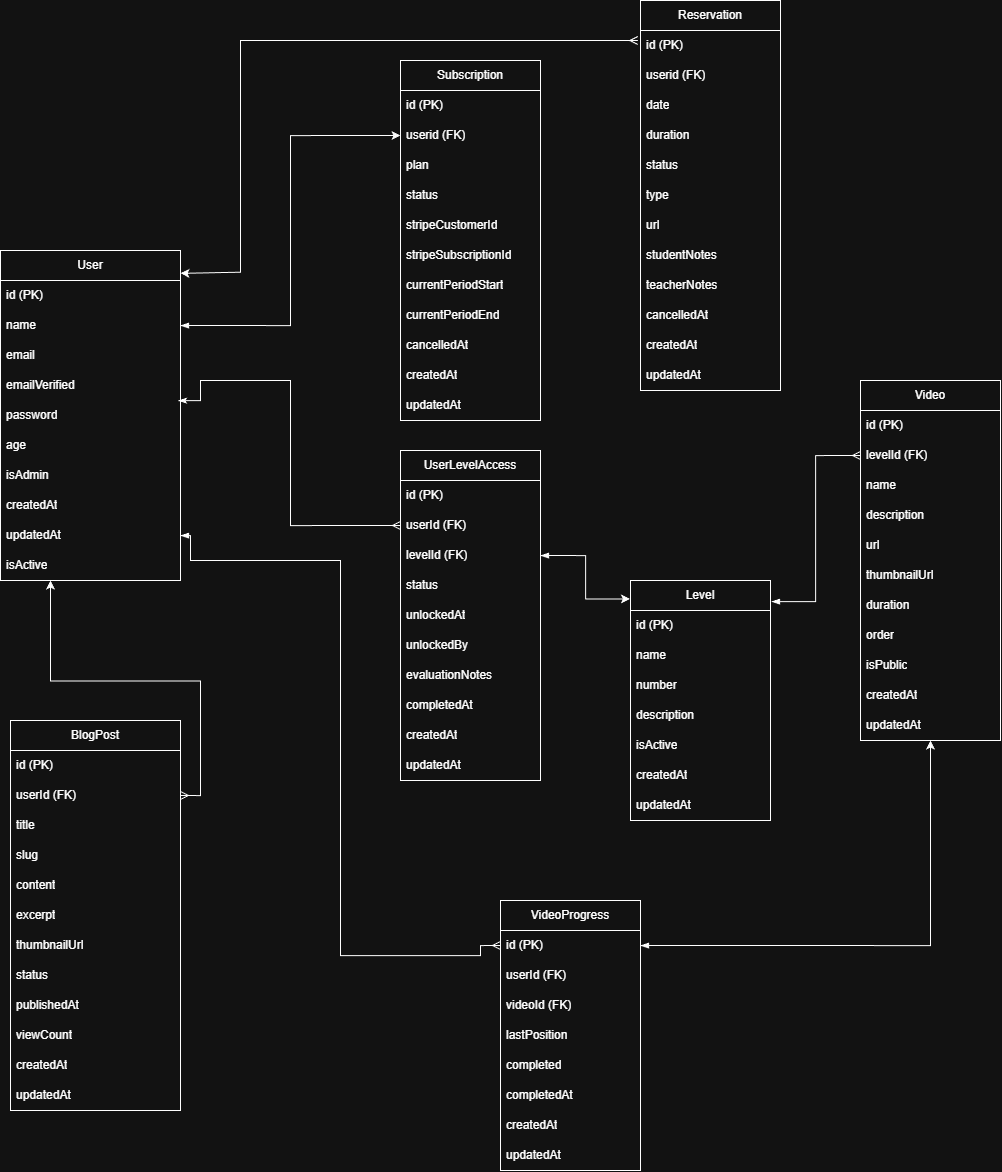 Reservation
id (PK)
userid (FK)
date
duration
status
type
url
studentNotes
teacherNotes
cancelledAt
createdAt
updatedAt
Subscription
id (PK)
userid (FK)
plan
status
stripeCustomerId
stripeSubscriptionId
currentPeriodStart
currentPeriodEnd
cancelledAt
createdAt
updatedAt
User
id (PK)
name
email
emailVerified
password
age
isAdmin
createdAt
updatedAt
isActive
Video
id (PK)
levelId (FK)
name
description
url
thumbnailUrl
duration
order
isPublic
createdAt
updatedAt
UserLevelAccess
id (PK)
userId (FK)
levelId (FK)
status
unlockedAt
unlockedBy
evaluationNotes
completedAt
createdAt
updatedAt
Level
id (PK)
name
number
description
isActive
createdAt
updatedAt
BlogPost
id (PK)
userId (FK)
title
slug
content
excerpt
thumbnailUrl
status
publishedAt
viewCount
createdAt
updatedAt
VideoProgress
id (PK)
userId (FK)
videoId (FK)
lastPosition
completed
completedAt
createdAt
updatedAt